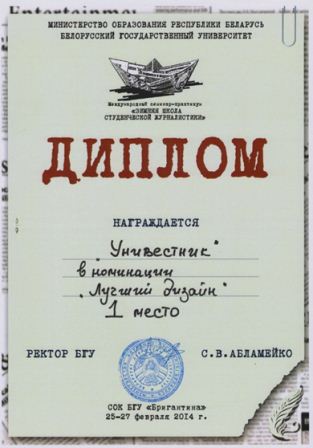 Entertainme
МИНИСТЕРСТВО ОБРАЗОВАНИЯ РЕСПУБЛИКИ БЕЛАРУСЬ
БЕЛОРУССКИЙ ГОСУДАРСТВЕННЫЙ УНИВЕРСИТЕТ
Международный семинар-практикум
«ЗИМНЯЯ ШКОЛА
СТУДЕНЧЕСКОЙ ЖУРНАЛИСТИКИ»
ДИПЛОМ
НАГРАЖДАЕТСЯ
„Унивестник"
в номинации
„Лучший дизайн"
1 место
РЕКТОР БГУ С.В.АБЛАМЕЙКО
СОК БГУ «Бригантина»
25-27 февраля 2014 г.